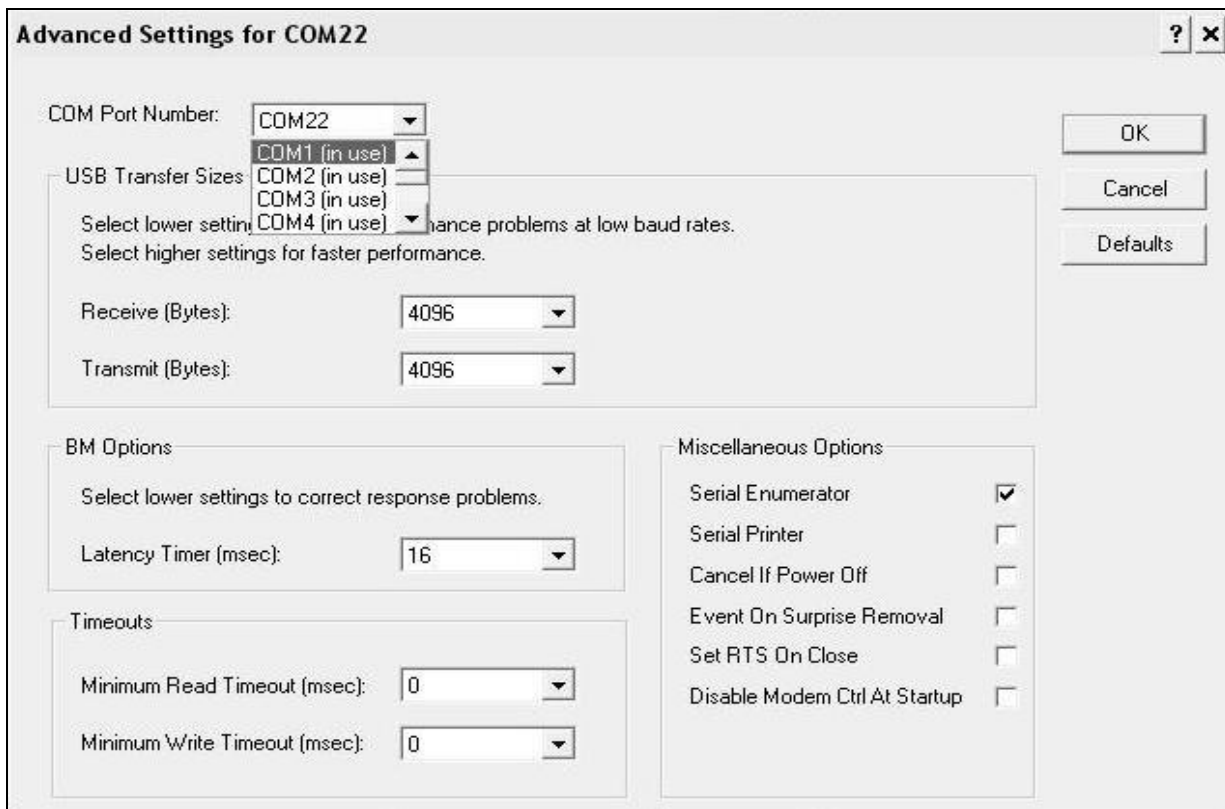 Advanced Settings for COM22
? ×
COM Port Number:
COM22
COM1 (in use)
COM2 (in use)
COM3 (in use)
COM4 (in use)
OK
Cancel
Defaults
USB Transfer Sizes
Select lower mance problems at low baud rates.
Select higher settings for faster performance.
Receive (Bytes):
4096
Transmit (Bytes):
4096
BM Options
Select lower settings to correct response problems.
Latency Timer (msec):
16
Timeouts
Minimum Read Timeout (msec):
0
Minimum Write Timeout (msec):
0
Miscellaneous Options
Serial Enumerator
Serial Printer
Cancel If Power Off
Event On Surprise Removal
Set RTS On Close
Disable Modem Ctrl At Startup